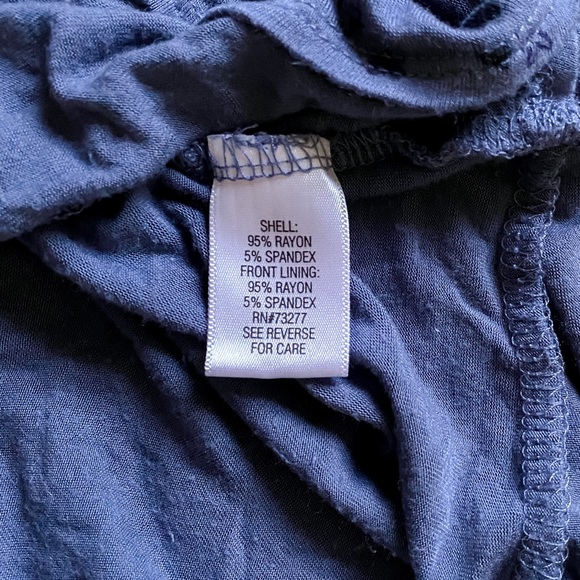 SHELL:
95% RAYON
5% SPANDEX
FRONT LINING:
95% RAYON
5% SPANDEX
RN#73277
SEE REVERSE
FOR CARE